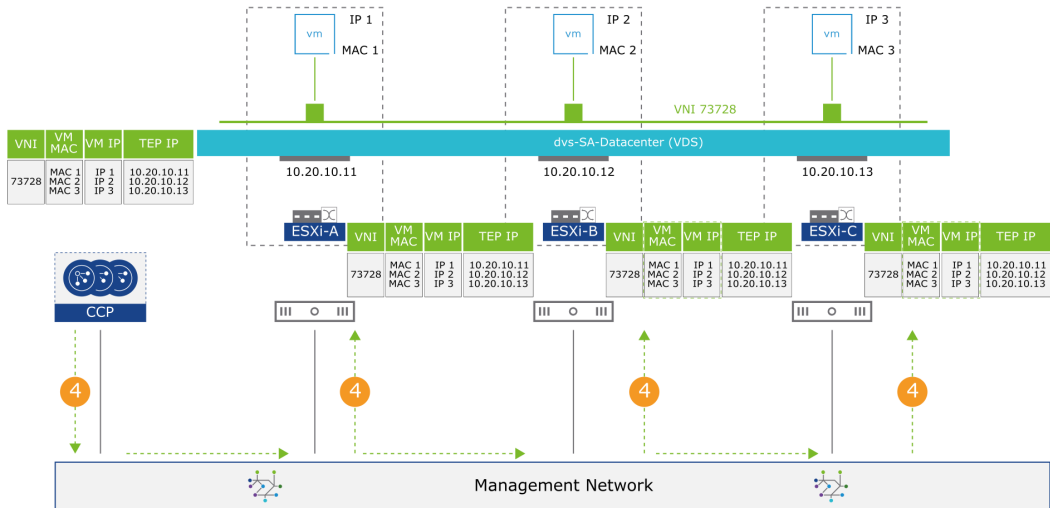 IP 1
vm
MAC 1
IP 2
vm
MAC 2
IP 3
vm
MAC 3
VNI 73728
dvs-SA-Datacenter (VDS)
VNI
VM MAC
VM IP
TEP IP
73728
MAC 1
MAC 2
MAC 3
IP 1
IP 2
IP 3
10.20.10.11
10.20.10.12
10.20.10.13
10.20.10.11
10.20.10.12
10.20.10.13
ESXi-A
VNI
VM
MAC
VM IP
TEP IP
73728
MAC 1
MAC 2
MAC 3
IP 1
IP 2
IP 3
10.20.10.11
10.20.10.12
10.20.10.13
ESXi-B
VNI
VM
MAC
VM IP
TEP IP
73728
MAC 1
MAC 2
MAC 3
IP 1
IP 2
IP 3
10.20.10.11
10.20.10.12
10.20.10.13
ESXi-C
VNI
VM
MAC
VM IP
TEP IP
73728
MAC 1
MAC 2
MAC 3
IP 1
IP 2
IP 3
10.20.10.11
10.20.10.12
10.20.10.13
CCP
4
4
4
4
Management Network